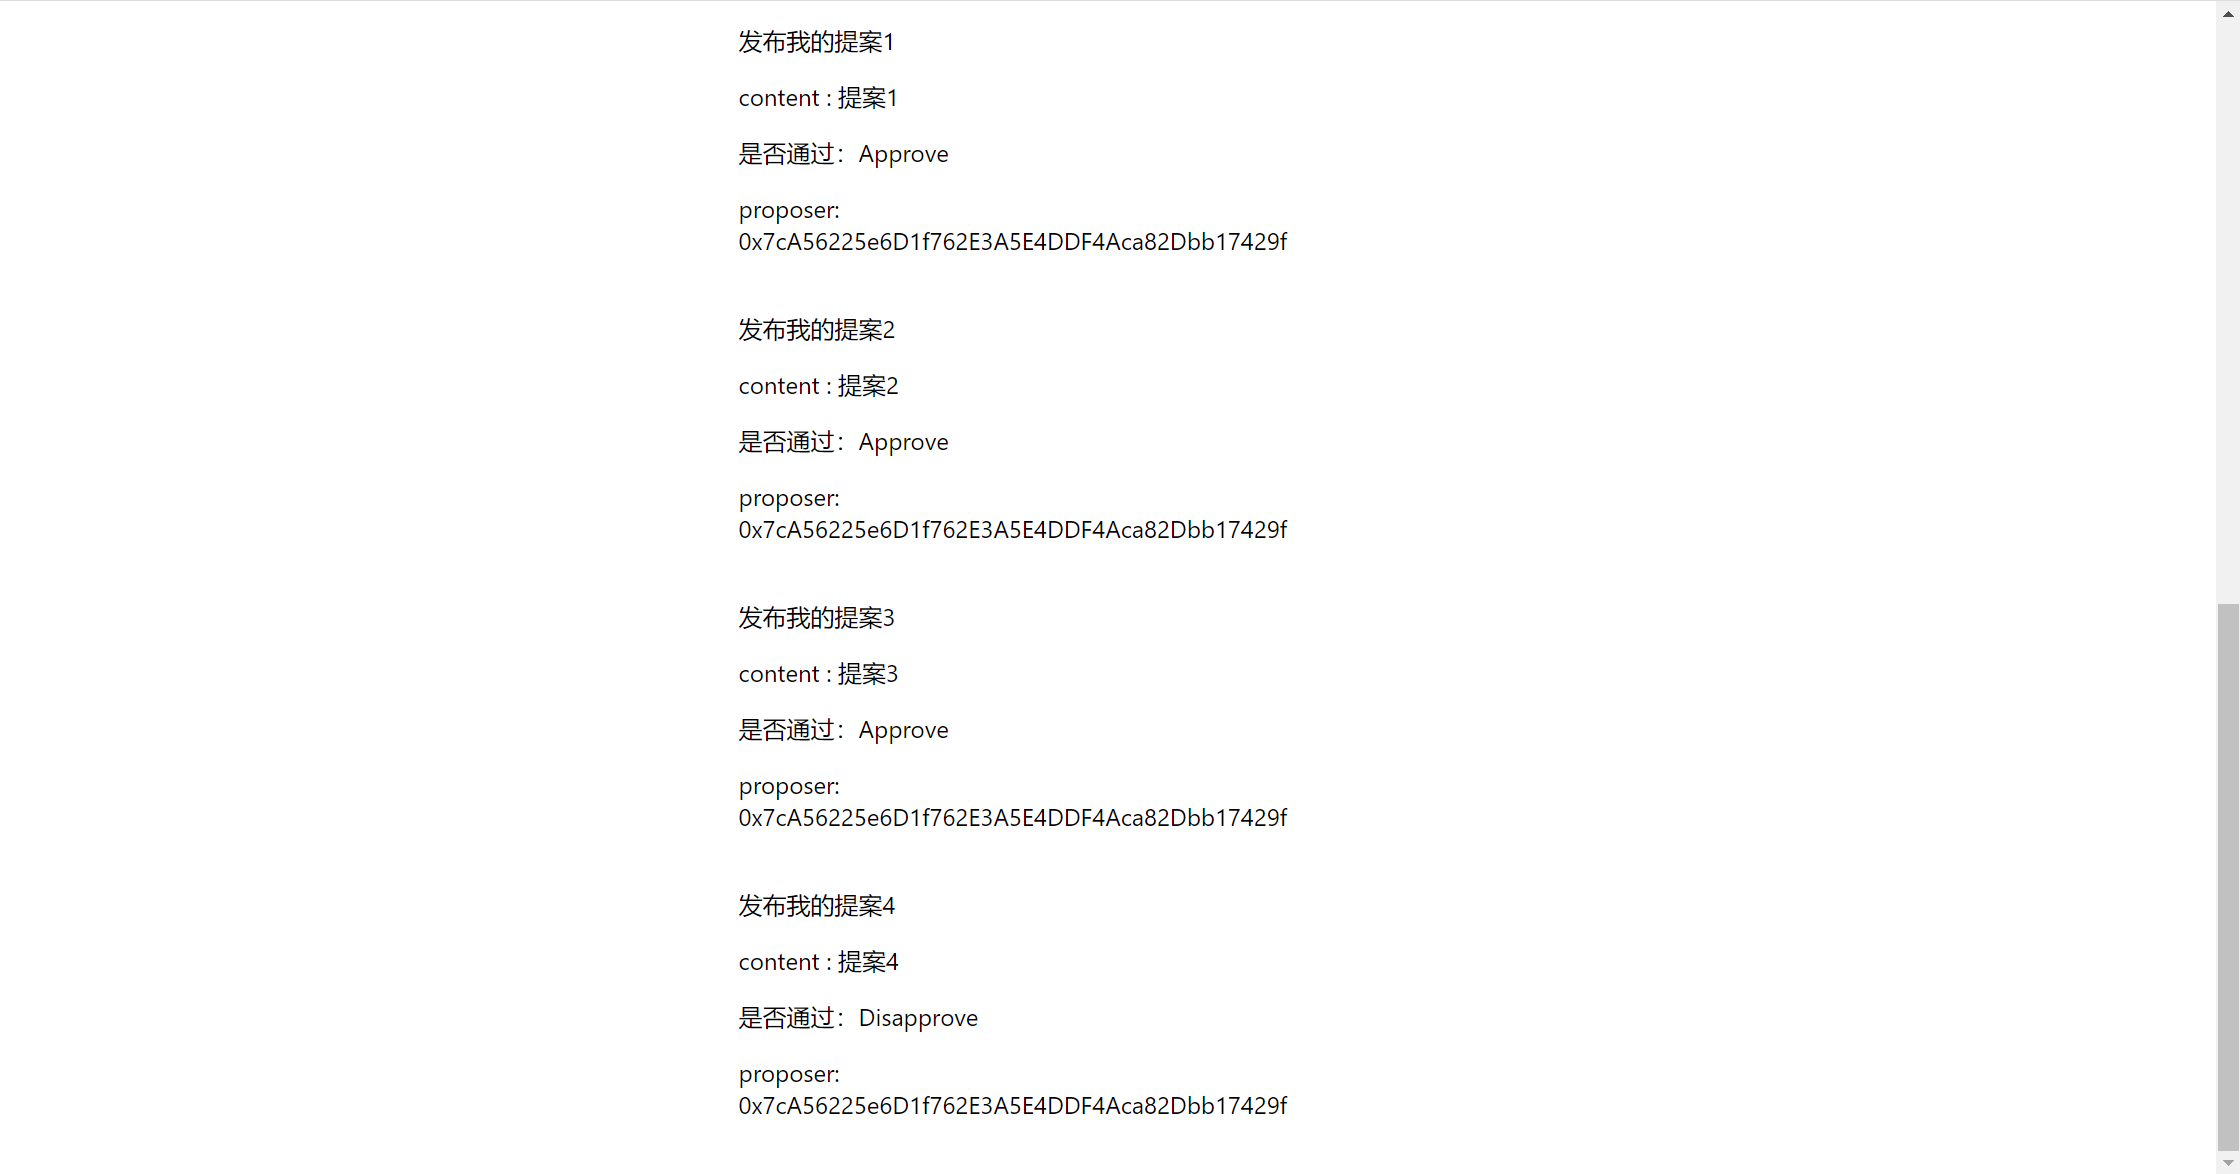 发布我的提案1
content : 提案1
是否通过：Approve
proposer:
0x7cA56225e6D1f762E3A5E4DDF4Aca82Dbb17429f
发布我的提案2
content : 提案2
是否通过：Approve
proposer:
0x7cA56225e6D1f762E3A5E4DDF4Aca82Dbb17429f
发布我的提案3
content : 提案3
是否通过：Approve
proposer:
0x7cA56225e6D1f762E3A5E4DDF4Aca82Dbb17429f
发布我的提案4
content : 提案4
是否通过：Disapprove
proposer:
0x7cA56225e6D1f762E3A5E4DDF4Aca82Dbb17429f